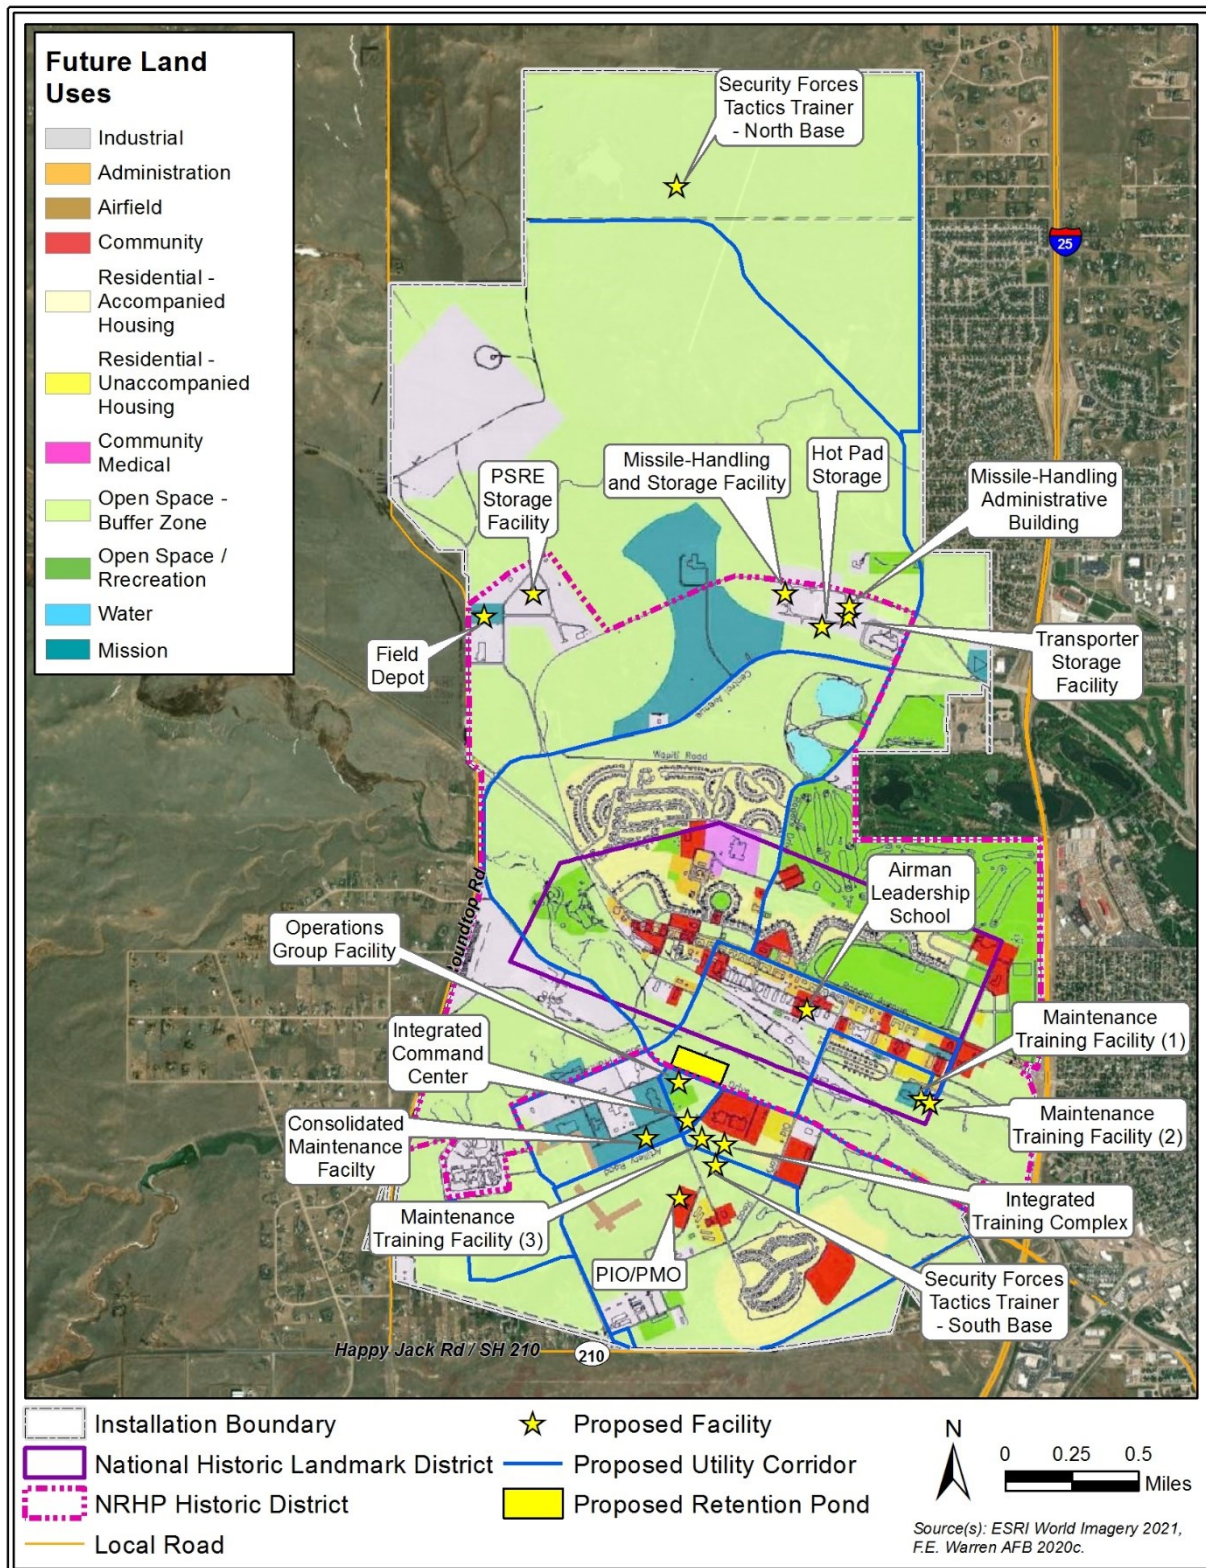 Future Land
Uses
Industrial
Administration
Airfield
Community
Residential -
Accompanied
Housing
Residential -
Unaccompanied
Housing
Community
Medical
Open Space -
Buffer Zone
Open Space /
Rrecreation
Water
Mission
Security Forces
Tactics Trainer
- North Base
25
PSRE
Storage
Facility
Missile-Handling
and Storage Facility
Hot Pad
Storage
Missile-Handling
Administrative
Building
Field
Depot
Transporter
Storage
Facility
Central Avenue
Wapiti Road
Airman
Leadership
School
Operations
Group Facility
Roundtop Rd
Randall Avenue
Integrated
Command
Center
Maintenance
Training Facility (1)
Consolidated
Maintenance
Facilty
Artillery Road
Maintenance
Training Facility (2)
Maintenance
Training Facility (3)
Integrated
Training Complex
PIO/PMO
Security Forces
Tactics Trainer
- South Base
Happy Jack Rd / SH 210
210
Installation Boundary
National Historic Landmark District
NRHP Historic District
Local Road
Proposed Facility
Proposed Utility Corridor
Proposed Retention Pond
N
0 0.25 0.5
Miles
Source(s): ESRI World Imagery 2021,
F.E. Warren AFB 2020c.